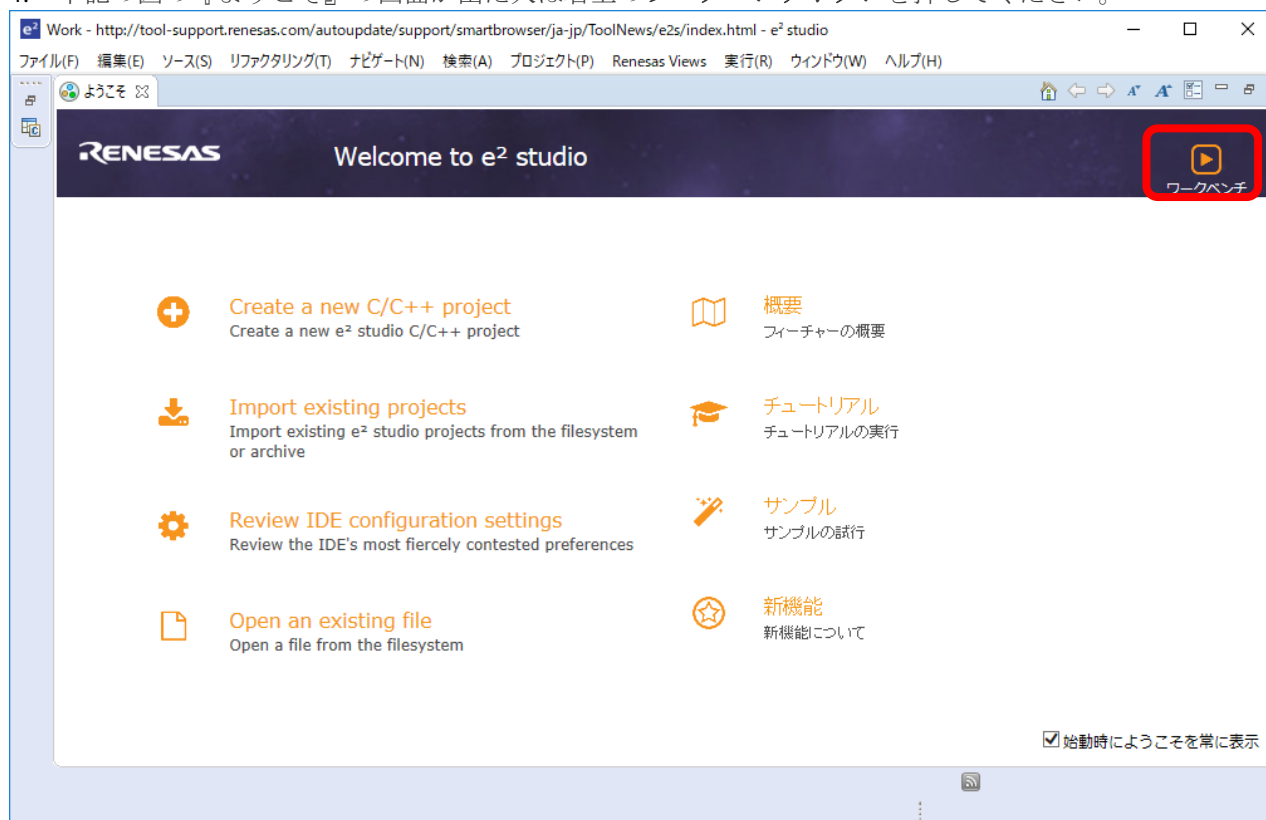 e² Work - http://tool-support.renesas.com/autoupdate/support/smartbrowser/ja-jp/ToolNews/e2s/index.html - e² studio
ファイル(F) 編集(E) ソース(S) リファクタリング(T) ナビゲート(N) 検索(A) プロジェクト(P) Renesas Views 実行(R) ウィンドウ(W) ヘルプ(H)
ようこそ
RENESAS Welcome to e² studio
ワークベンチ
Create a new C/C++ project
Create a new e² studio C/C++ project
概要
フィーチャーの概要
Import existing projects
Import existing e² studio projects from the filesystem
or archive
チュートリアル
チュートリアルの実行
Review IDE configuration settings
Review the IDE's most fiercely contested preferences
サンプル
サンプルの試行
Open an existing file
Open a file from the filesystem
新機能
新機能について
始動時にようこそを常に表示